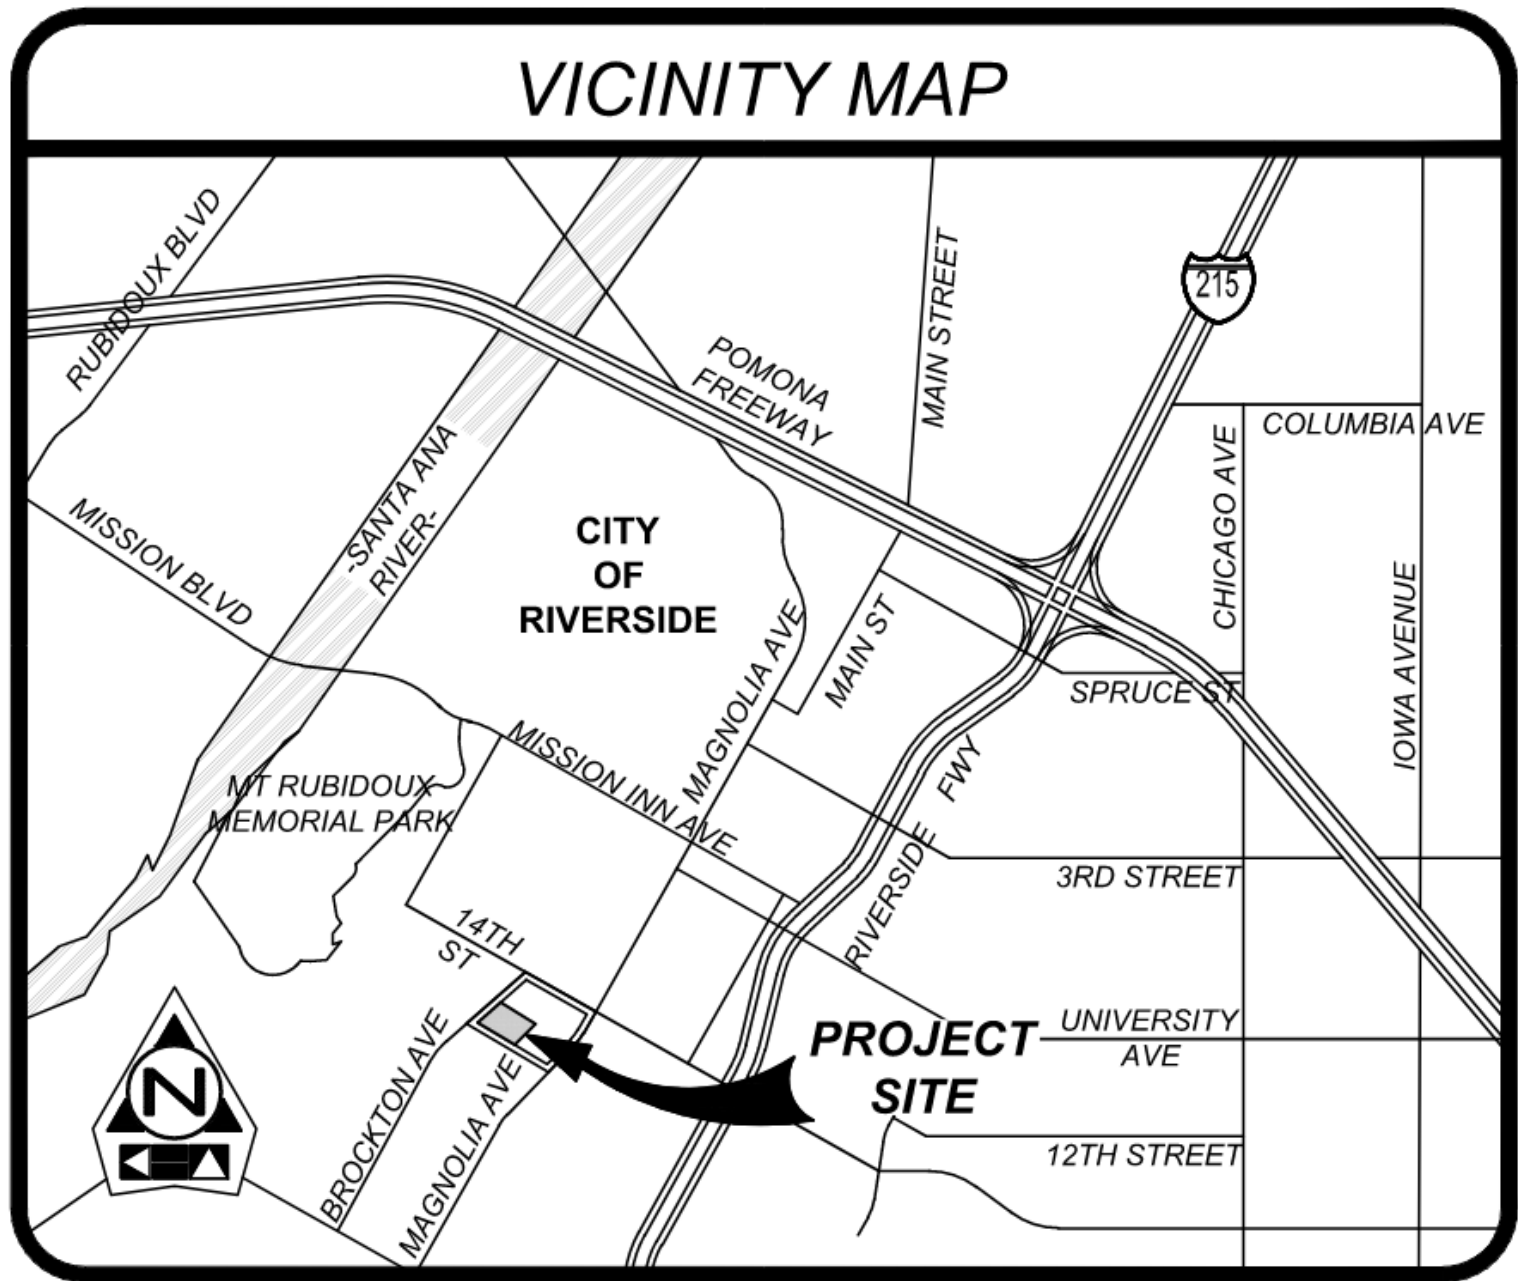 VICINITY MAP
RUBIDOUX BLVD
MAIN STREET
215
POMONA
FREEWAY
COLUMBIA AVE
CHICAGO AVE
-SANTA ANA
RIVER-
MISSION BLVD
CITY
OF
RIVERSIDE
IOWA AVENUE
MAGNOLIA AVE
MAIN ST
SPRUCE ST
MISSION INN AVE
MT RUBIDOUX
MEMORIAL PARK
RIVERSIDE FWY
3RD STREET
14TH
ST
PROJECT
SITE
UNIVERSITY
AVE
BROCKTON AVE
MAGNOLIA AVE
12TH STREET
N